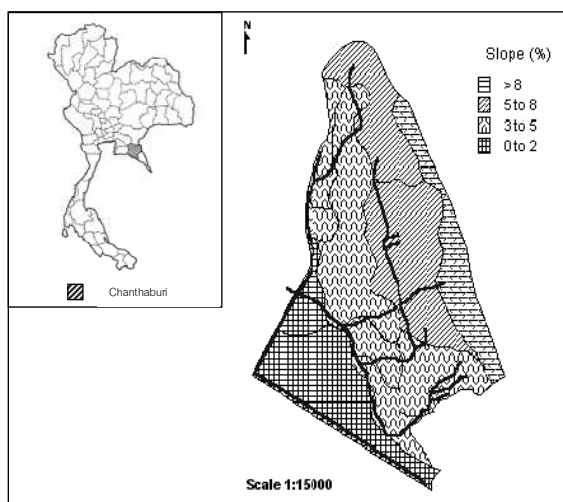 N
Slope (%)
>8
5 to 8
3 to 5
0 to 2
Chanthaburi
Scale 1:15000